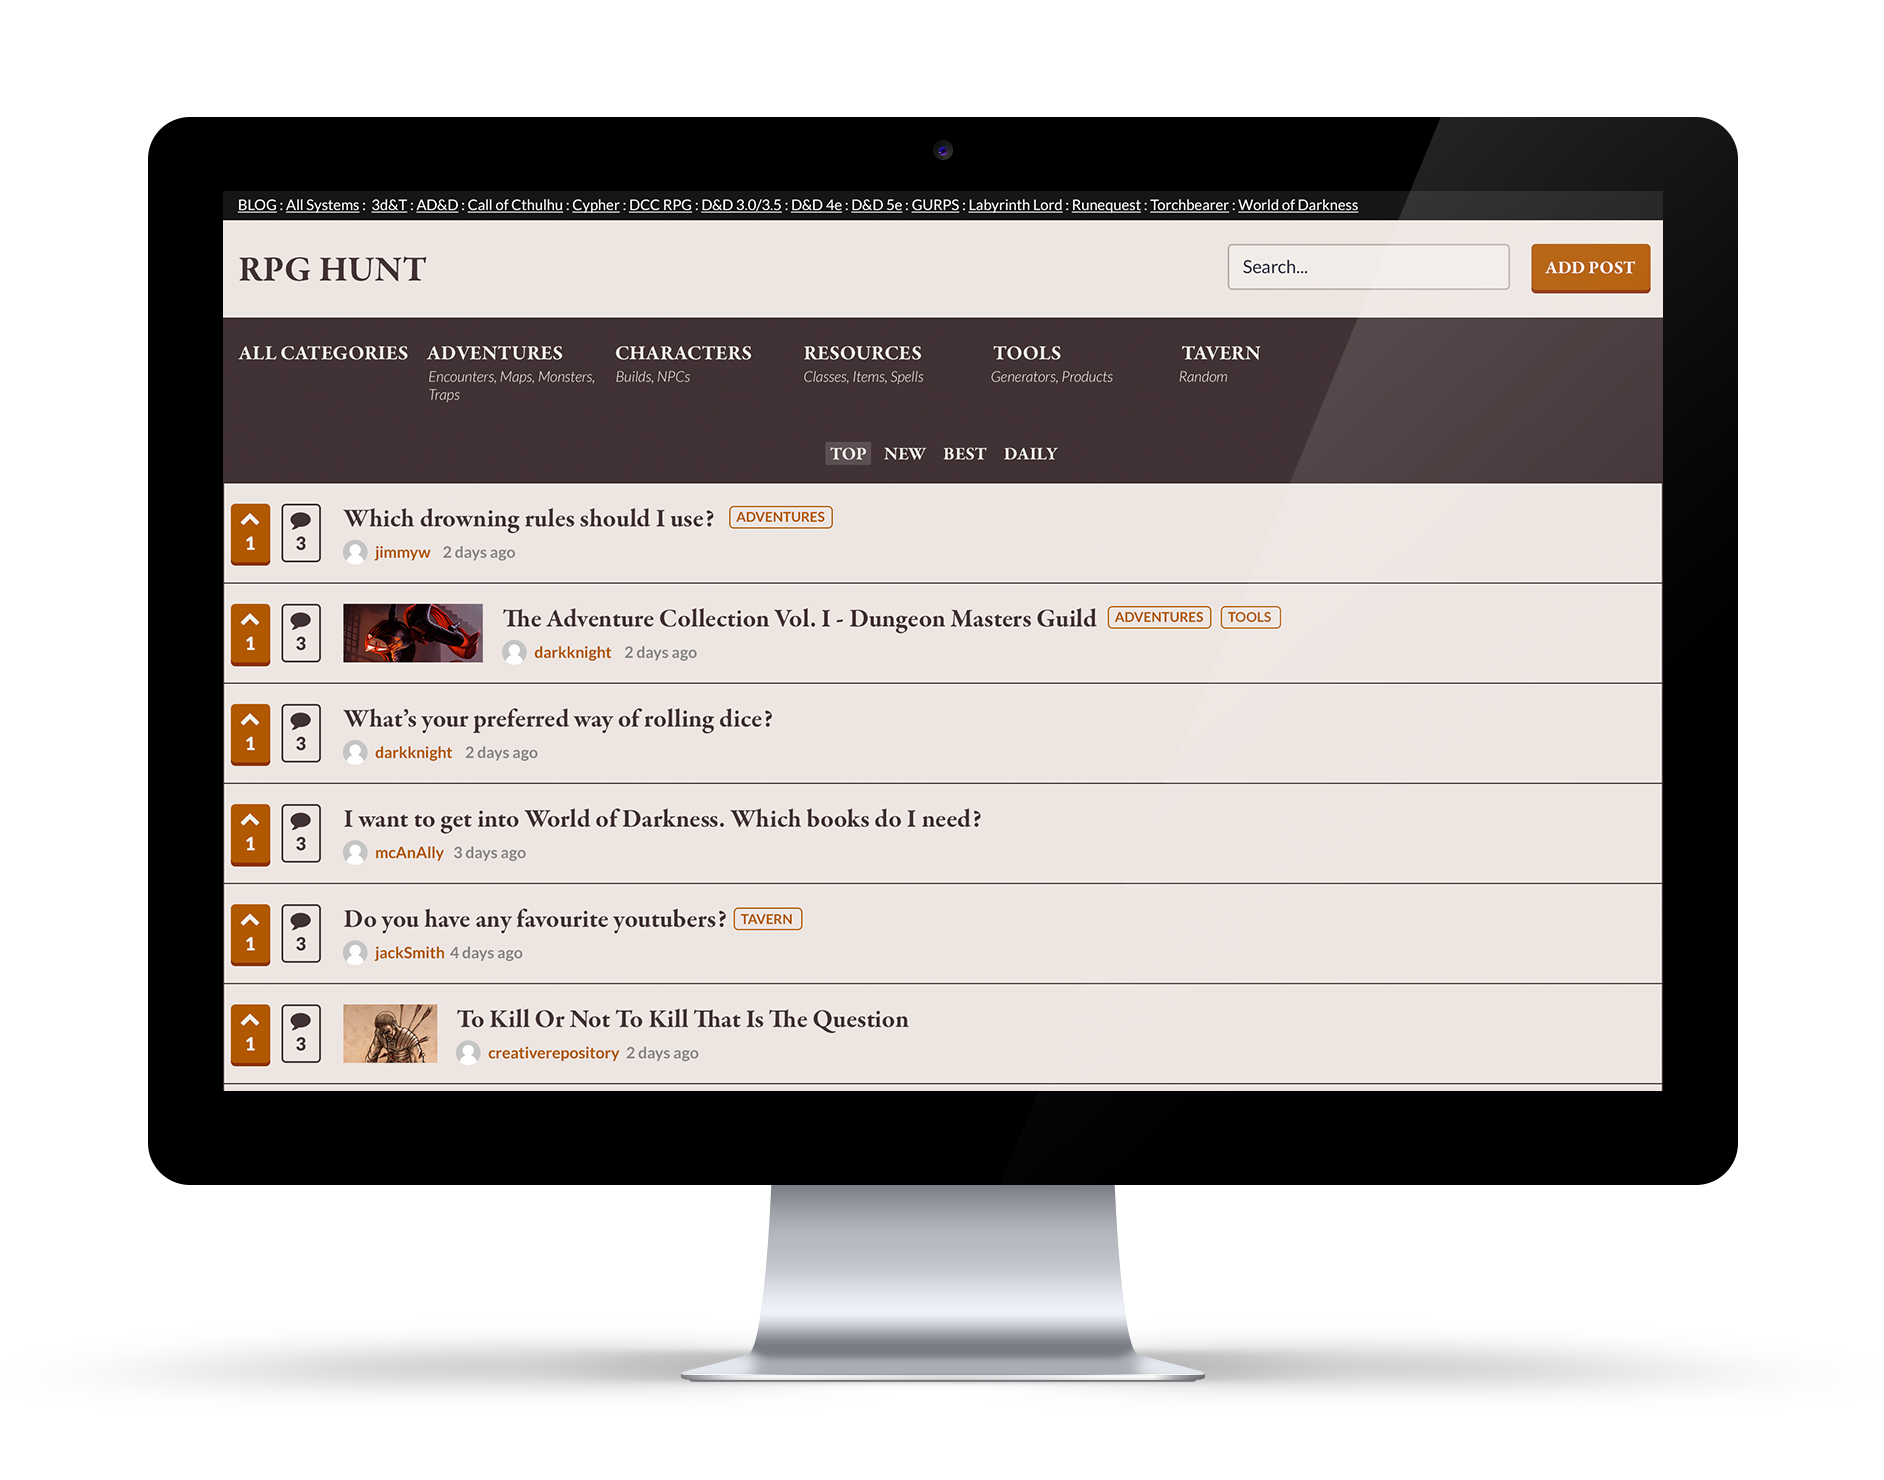 BLOG : All Systems : 3d&T : AD&D : Call of Cthulhu : Cypher : DCC RPG : D&D 3.0/3.5 : D&D 4e : D&D 5e : GURPS : Labyrinth Lord : Runequest : Torchbearer : World of Darkness
RPG HUNT
Search...
ADD POST
ALL CATEGORIES
ADVENTURES
Encounters, Maps, Monsters,
Traps
CHARACTERS
Builds, NPCs
RESOURCES
Classes, Items, Spells
TOOLS
Generators, Products
TAVERN
Random
TOP NEW BEST DAILY
1 3
Which drowning rules should I use? ADVENTURES
jimmyw 2 days ago
1 3
The Adventure Collection Vol. I - Dungeon Masters Guild ADVENTURES TOOLS
darkknight 2 days ago
1 3
What's your preferred way of rolling dice?
darkknight 2 days ago
1 3
I want to get into World of Darkness. Which books do I need?
mcAnAlly 3 days ago
1 3
Do you have any favourite youtubers? TAVERN
jackSmith 4 days ago
1 3
To Kill Or Not To Kill That Is The Question
creativerepository 2 days ago